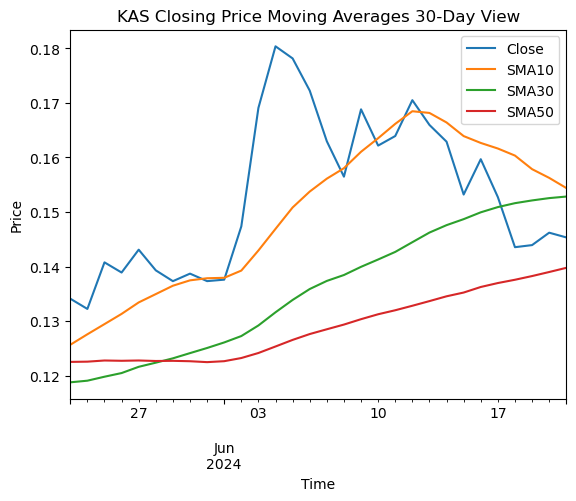 KAS Closing Price Moving Averages 30-Day View
Close
SMA10
SMA30
SMA50
Price
0.18
0.17
0.16
0.15
0.14
0.13
0.12
27
03
10
17
Jun
2024
Time